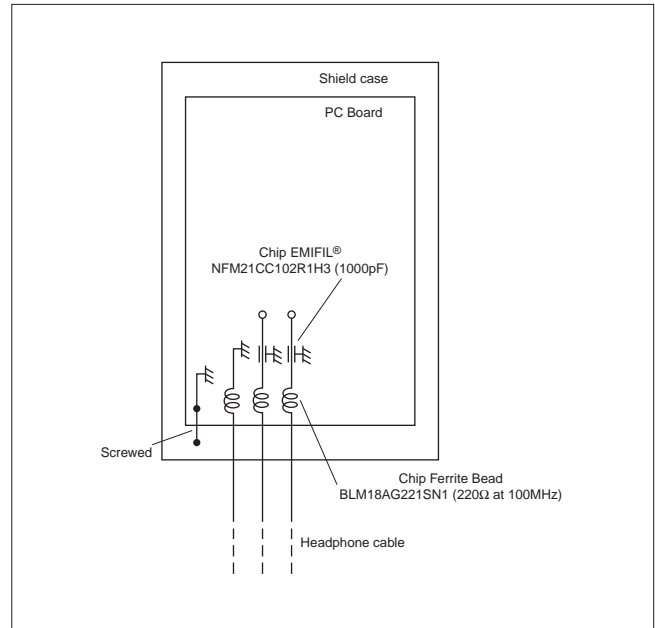 Shield case
PC Board
Chip EMIFIL®
NFM21CC102R1H3 (1000pF)
Screwed
Chip Ferrite Bead
BLM18AG221SN1 (220Ω at 100MHz)
Headphone cable